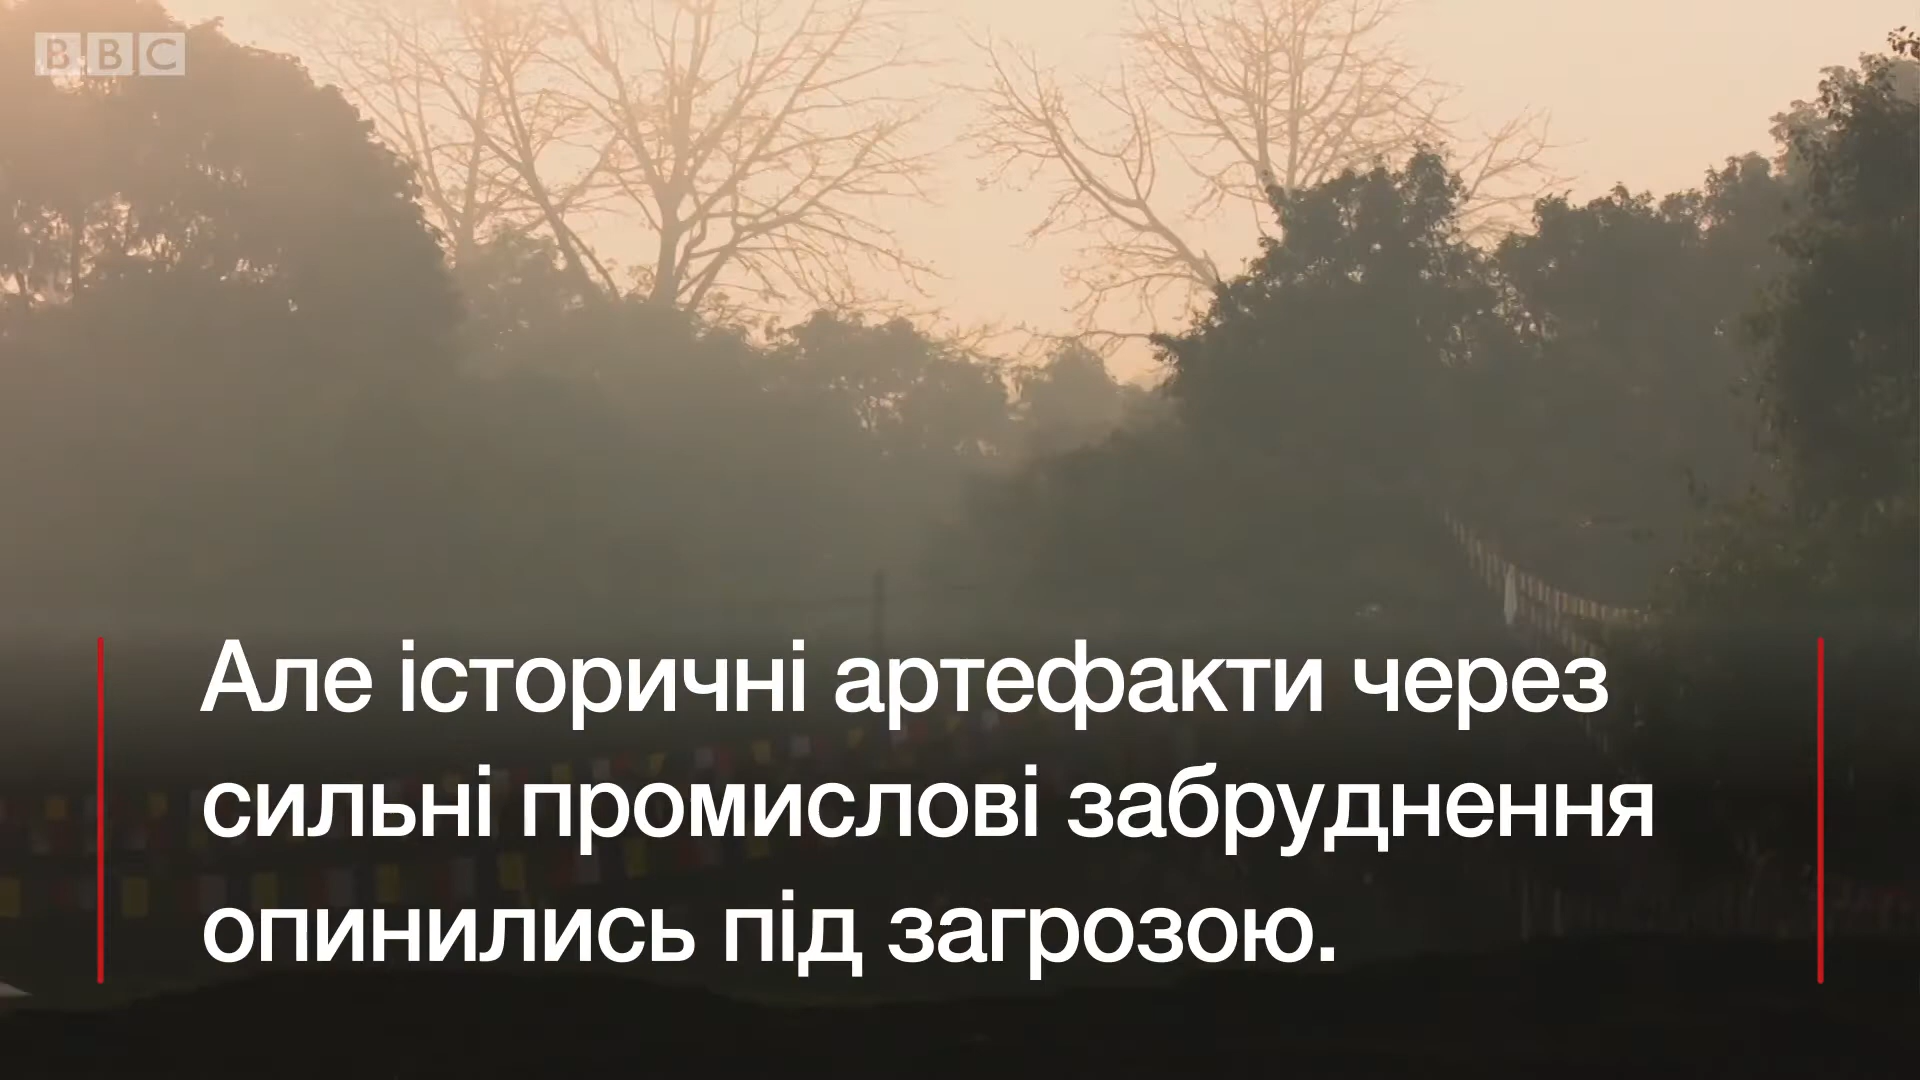 BBC
Але історичні артефакти через
сильні промислові забруднення
опинились під загрозою.